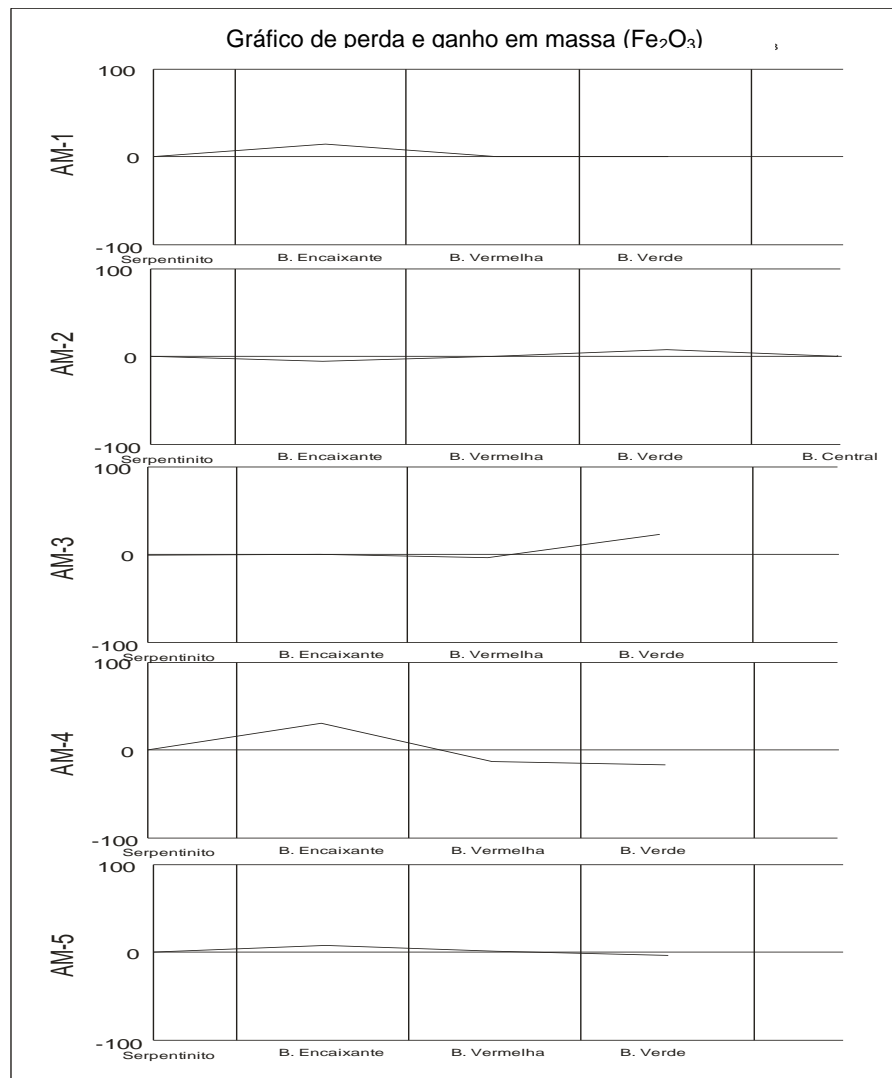 Gráfico de perda e ganho em massa (Fe₂O₃) ₃
100
AM-1
0
-100
Serpentinito B. Encaixante B. Vermelha B. Verde
100
AM-2
0
-100
Serpentinito B. Encaixante B. Vermelha B. Verde B. Central
100
AM-3
0
-100
Serpentinito B. Encaixante B. Vermelha B. Verde
100
AM-4
0
-100
Serpentinito B. Encaixante B. Vermelha B. Verde
100
AM-5
0
-100
Serpentinito B. Encaixante B. Vermelha B. Verde